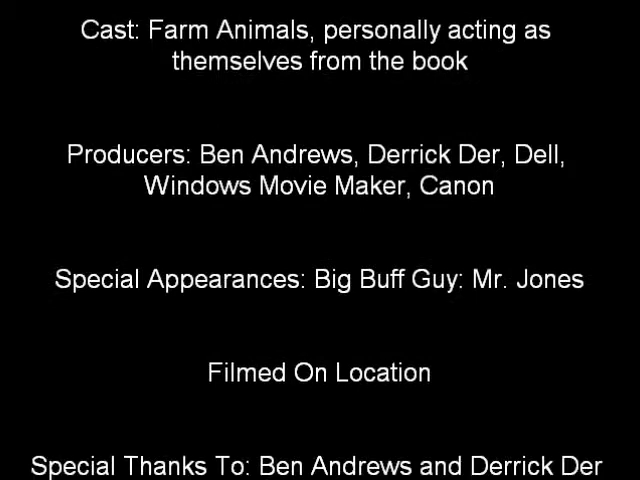 Cast: Farm Animals, personally acting as
themselves from the book
Producers: Ben Andrews, Derrick Der, Dell,
Windows Movie Maker, Canon
Special Appearances: Big Buff Guy: Mr. Jones
Filmed On Location
Special Thanks To: Ben Andrews and Derrick Der